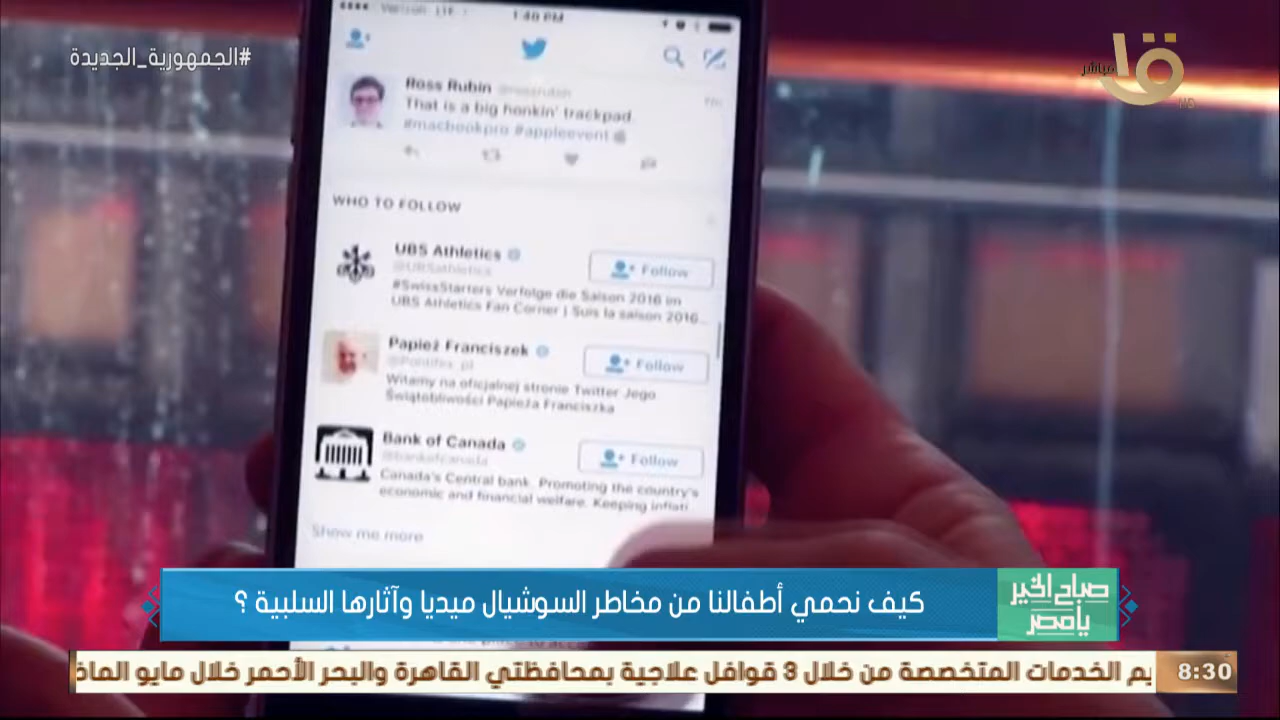 #الجمهورية_الجديدة
مباشر
HD
Verizon LTE
1:40 PM
Ross Rubin @rossrubin
That is a big honkin' trackpad.
#macbookpro #appleevent
WHO TO FOLLOW
UBS Athletics
@UBSathletics
Follow
#SwissStarters Verfolge die Saison 2016 im
UBS Athletics Fan Corner | Suis la saison 2016...
Papież Franciszek
@Pontifex_pl
Follow
Witamy na oficjalnej stronie Twitter Jego
Świątobliwości Papieża Franciszka
Bank of Canada
@bankofcanada
Follow
Canada's Central bank. Promoting the country's
economic and financial welfare. Keeping inflati...
Show me more
صباح الخير
يا مصر
كيف نحمي أطفالنا من مخاطر السوشيال ميديا وآثارها السلبية ؟
8:30
يم الخدمات المتخصصة من خلال 3 قوافل علاجية بمحافظتي القاهرة والبحر الأحمر خلال مايو الماض